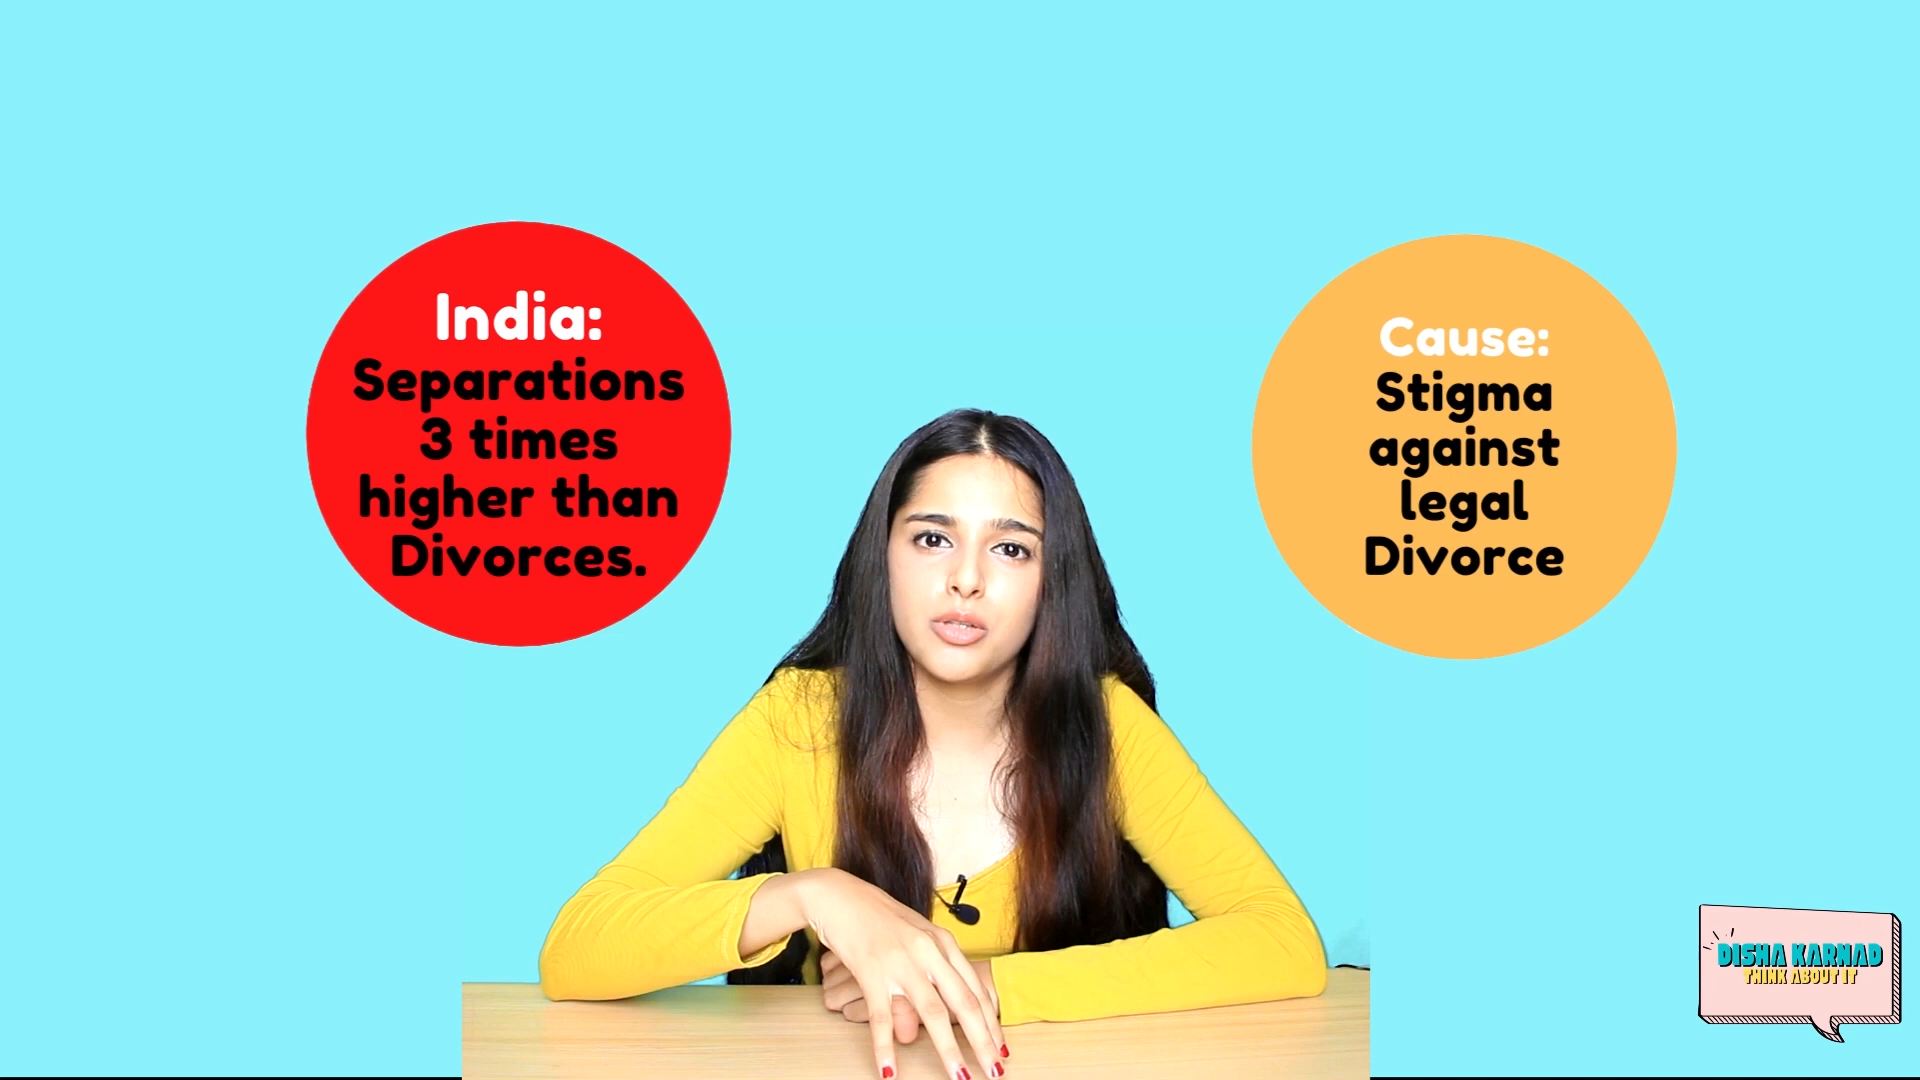 India:
Separations
3 times
higher than
Divorces.
Cause:
Stigma
against
legal
Divorce
DISHA KARNAD
THINK ABOUT IT